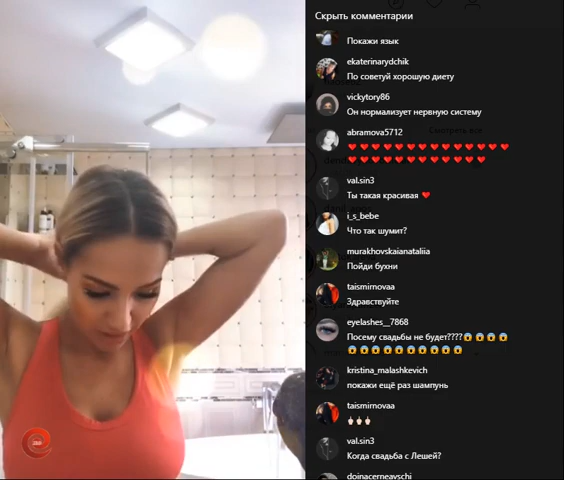 Скрыть комментарии
Покажи язык
ekaterinarydchik
По советуй хорошую диету
vickytory86
Он нормализует нервную систему
abramova5712
Смотреть все
❤️❤️❤️❤️❤️❤️❤️❤️❤️❤️❤️❤️❤️❤️
❤️❤️❤️❤️❤️❤️❤️❤️❤️❤️❤️❤️
val.sin3
Ты такая красивая ❤️
i_s_bebe
Что так шумит?
murakhovskaianataliia
Пойди бухни
taismirnovaa
Здравствуйте
eyelashes__7868
Посему свадьбы не будет????😱😱😱😱
😱😱😱😱😱😱😱😱😱😱
kristina_malashkevich
покажи ещё раз шампунь
taismirnovaa
👆🏻👆🏻👆🏻
val.sin3
Когда свадьба с Лешей?
doinacerneavschi